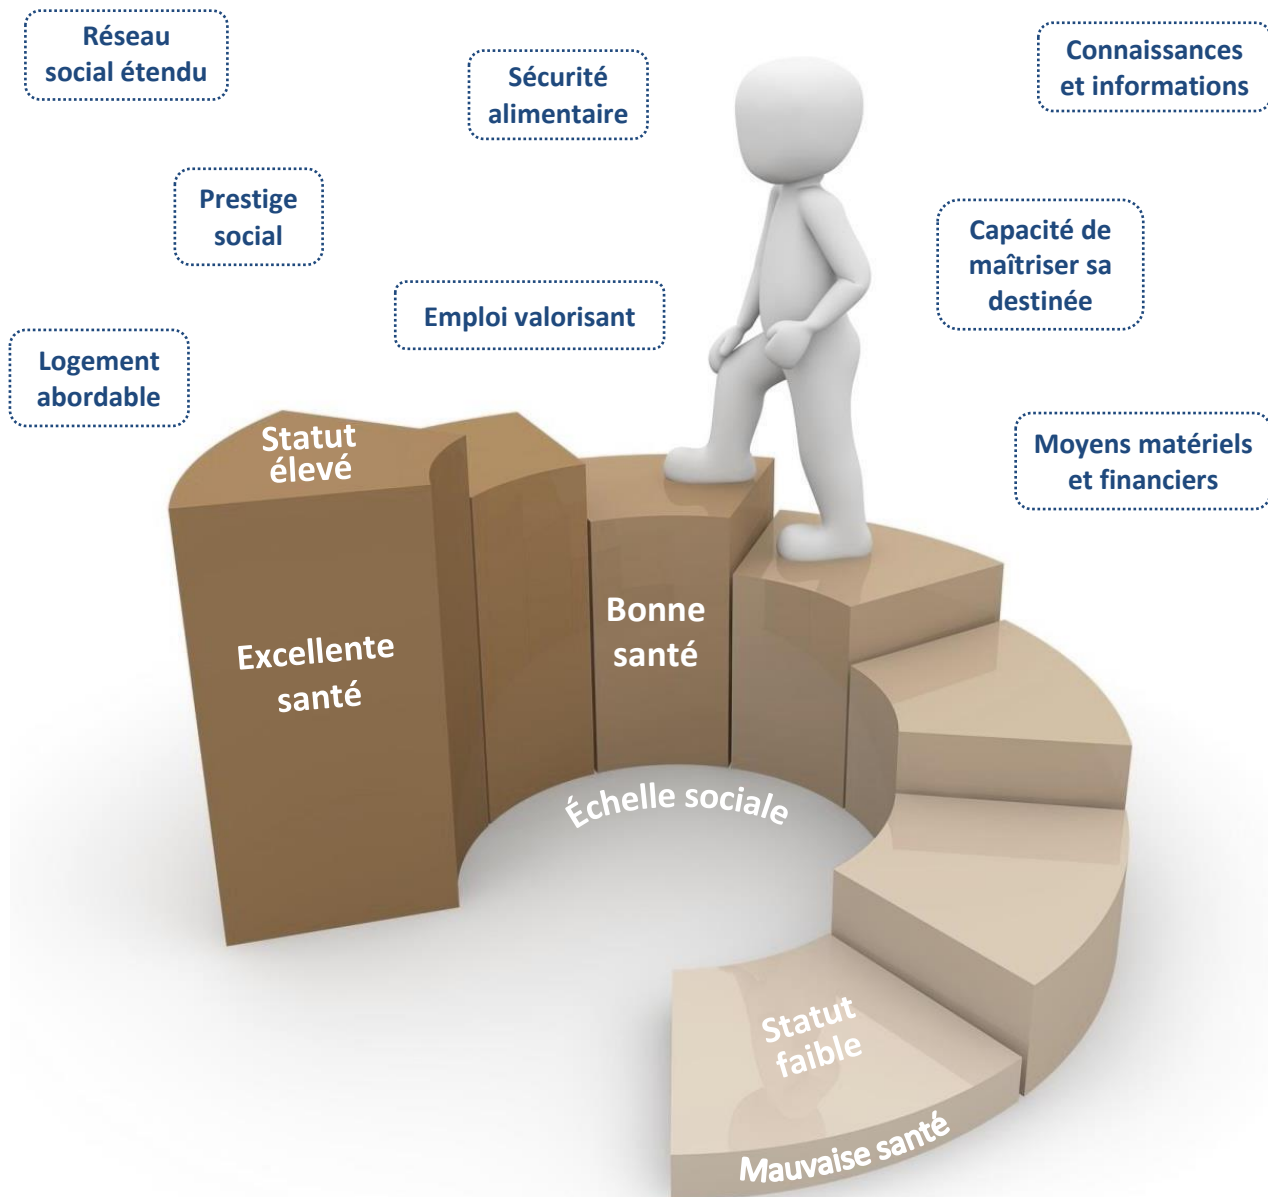 Réseau
social étendu
Sécurité
alimentaire
Connaissances
et informations
Prestige
social
Capacité de
maîtriser sa
destinée
Emploi valorisant
Logement
abordable
Moyens matériels
et financiers
Statut
élevé
Excellente
santé
Bonne
santé
Échelle sociale
Statut
faible
Mauvaise santé